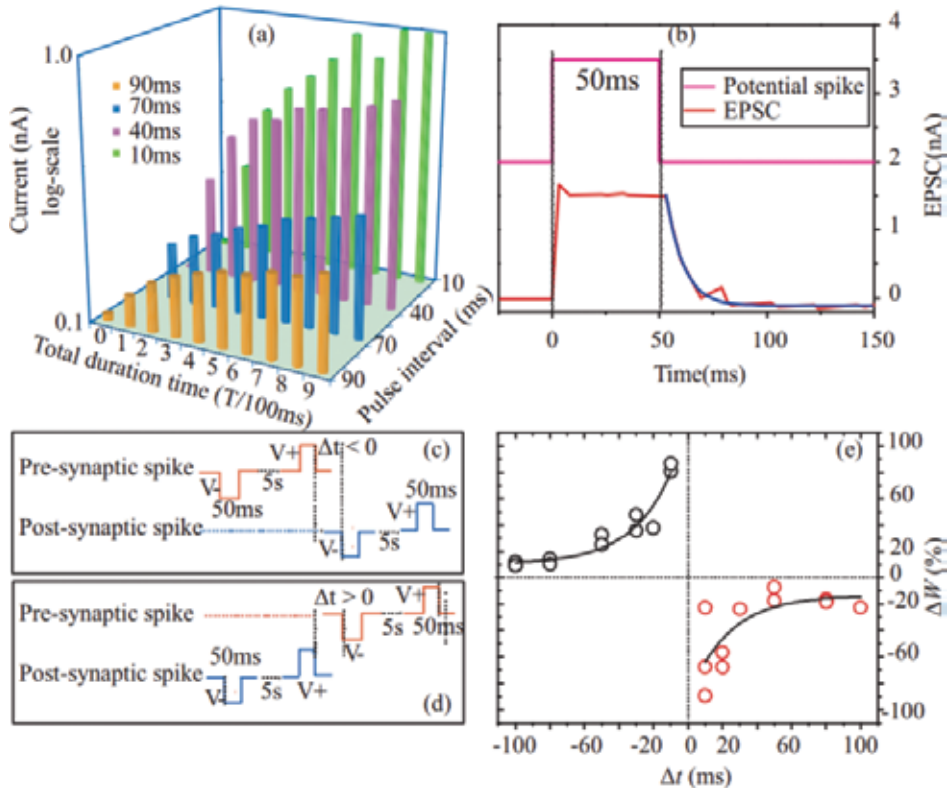 (a)
1.0
90ms
70ms
40ms
10ms
Current (nA)
log-scale
0.1
0 1 2 3 4 5 6 7 8 9
Total duration time (T/100ms)
10
40
70
90
Pulse interval (ms)
(b)
50ms
Potential spike
EPSC
4
3
2
1
0
EPSC(nA)
0 50 100 150
Time(ms)
(c)
Pre-synaptic spike
V-
50ms
5s
V+
Δt < 0
Post-synaptic spike
V-
5s
V+
50ms
Pre-synaptic spike
Δt > 0
V-
5s
V+
50ms
Post-synaptic spike
50ms
V-
5s
V+
(d)
(e)
100
60
20
0
-20
-60
-100
ΔW (%)
-100 -60 -20 0 20 60 100
Δt (ms)